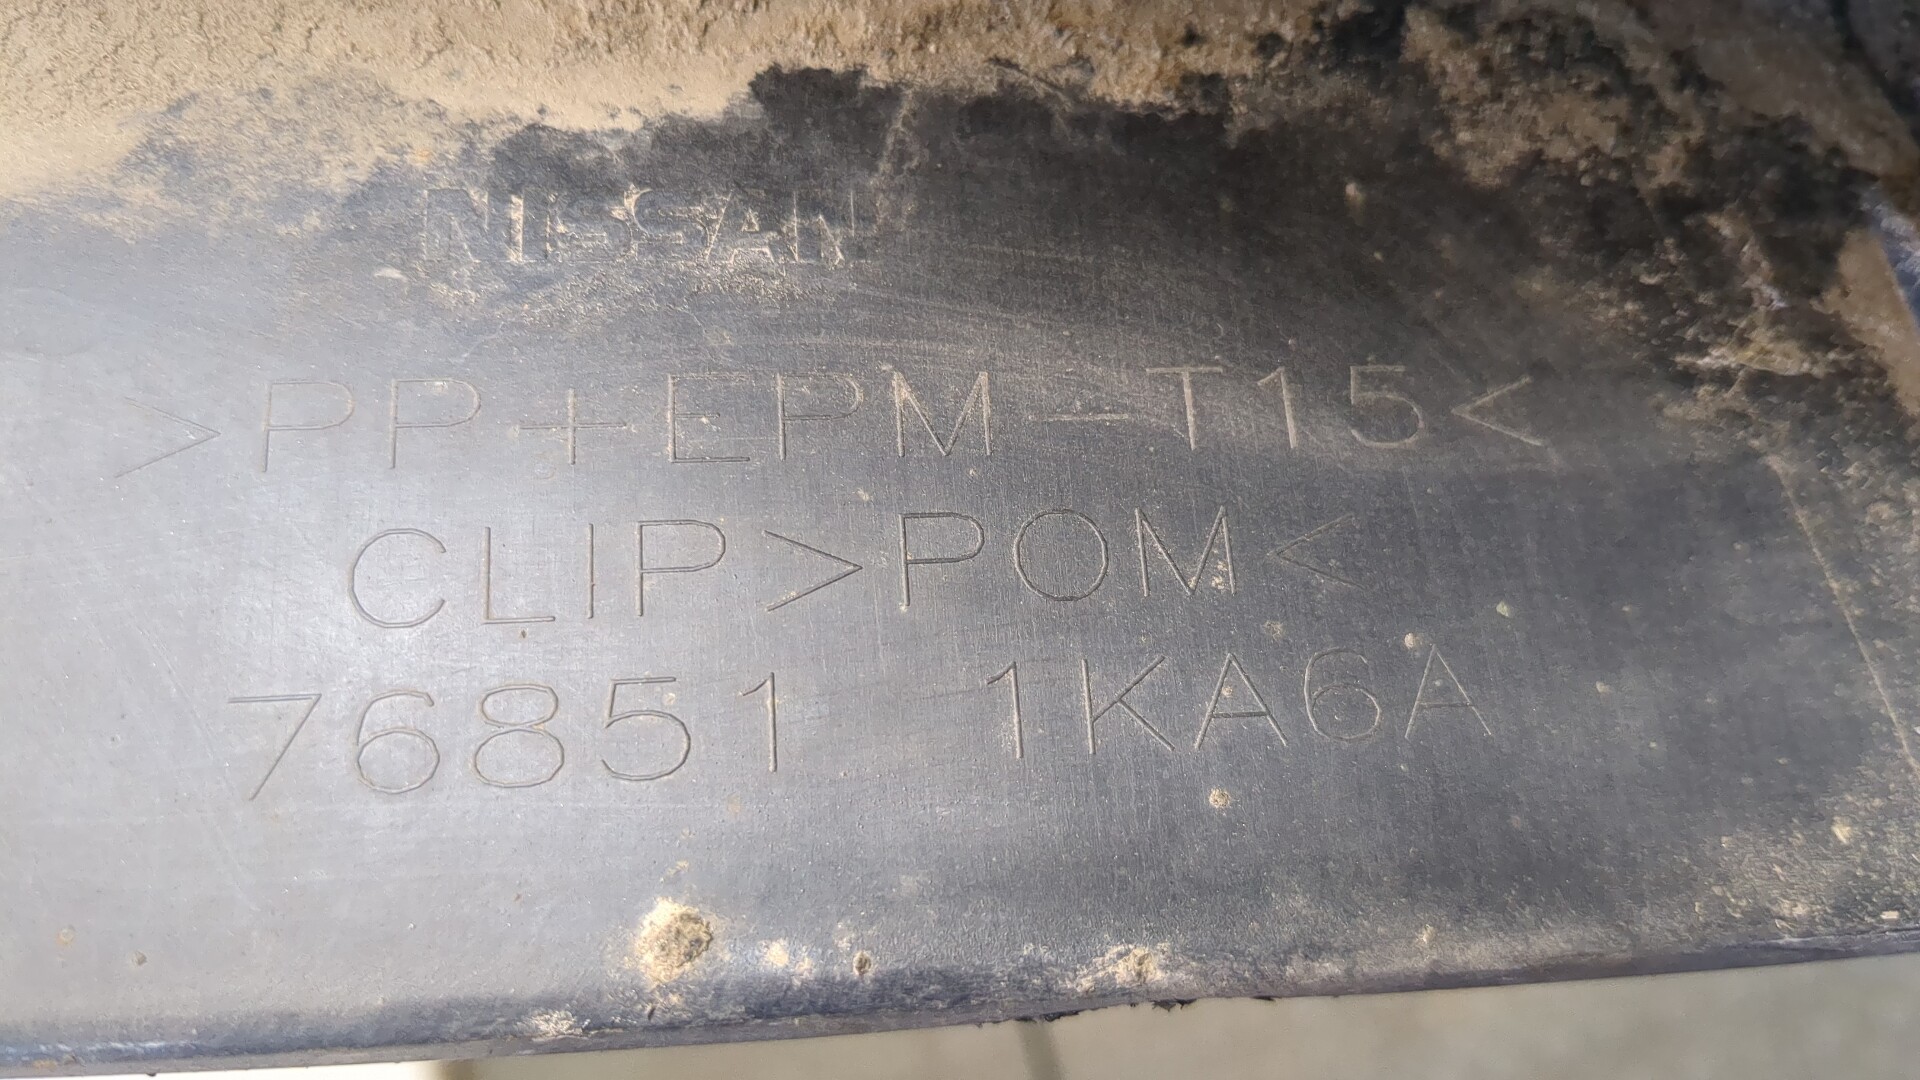 NISSAN
>PP+EPM-T15<
CLIP>POM<
76851 1KA6A